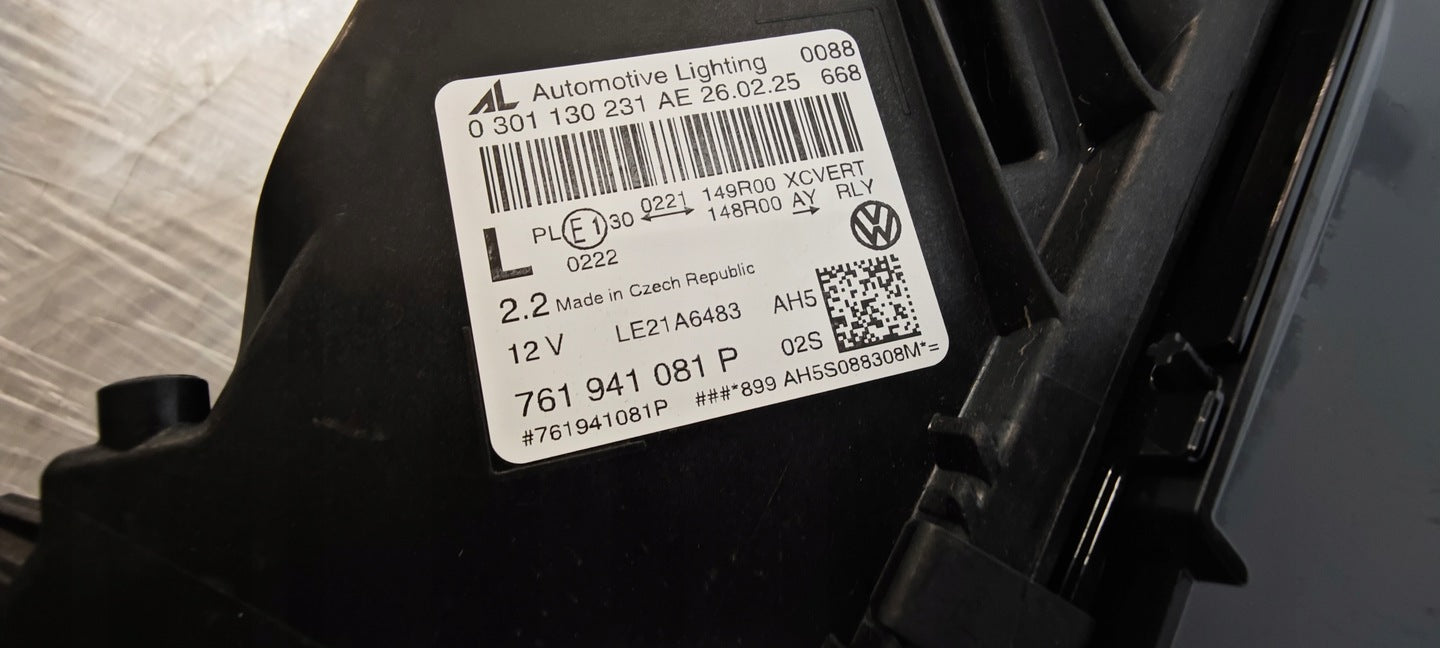 AL Automotive Lighting 0088
0 301 130 231 AE 26.02.25 668
0221 149R00 XCVERT
PL E1 30 ↔ 148R00 AY → RLY
L 0222
2.2 Made in Czech Republic
12 V LE21A6483 AH5
761 941 081 P 02S
#761941081P ###*899 AH5S088308M*=